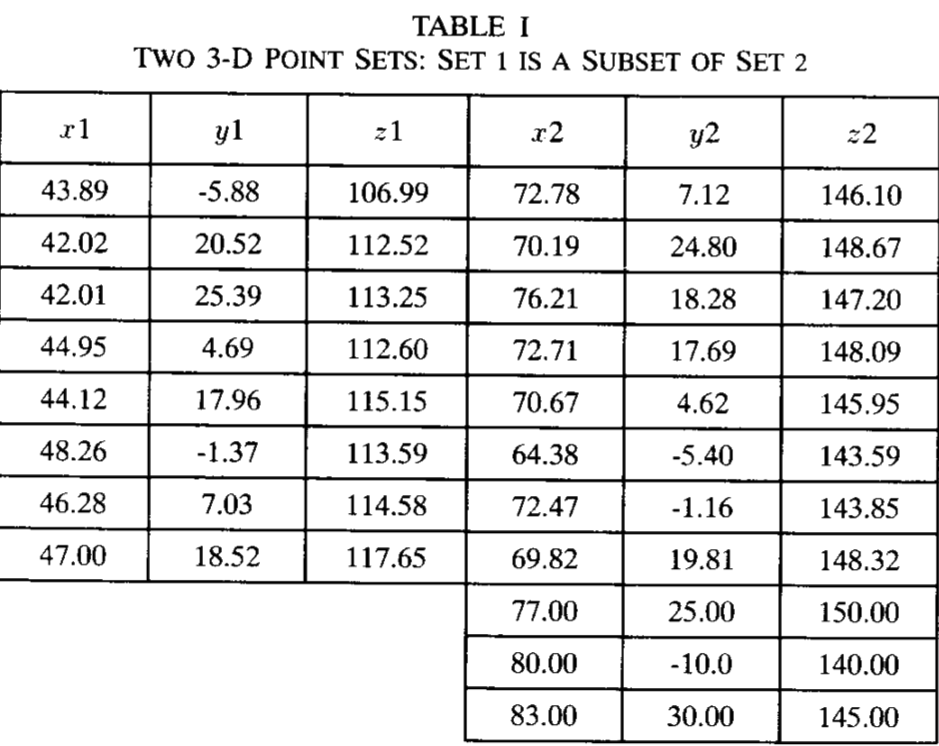 TABLE I
TWO 3-D POINT SETS: SET 1 IS A SUBSET OF SET 2
x1 y1 z1 x2 y2 z2
43.89 -5.88 106.99 72.78 7.12 146.10
42.02 20.52 112.52 70.19 24.80 148.67
42.01 25.39 113.25 76.21 18.28 147.20
44.95 4.69 112.60 72.71 17.69 148.09
44.12 17.96 115.15 70.67 4.62 145.95
48.26 -1.37 113.59 64.38 -5.40 143.59
46.28 7.03 114.58 72.47 -1.16 143.85
47.00 18.52 117.65 69.82 19.81 148.32
77.00 25.00 150.00
80.00 -10.0 140.00
83.00 30.00 145.00